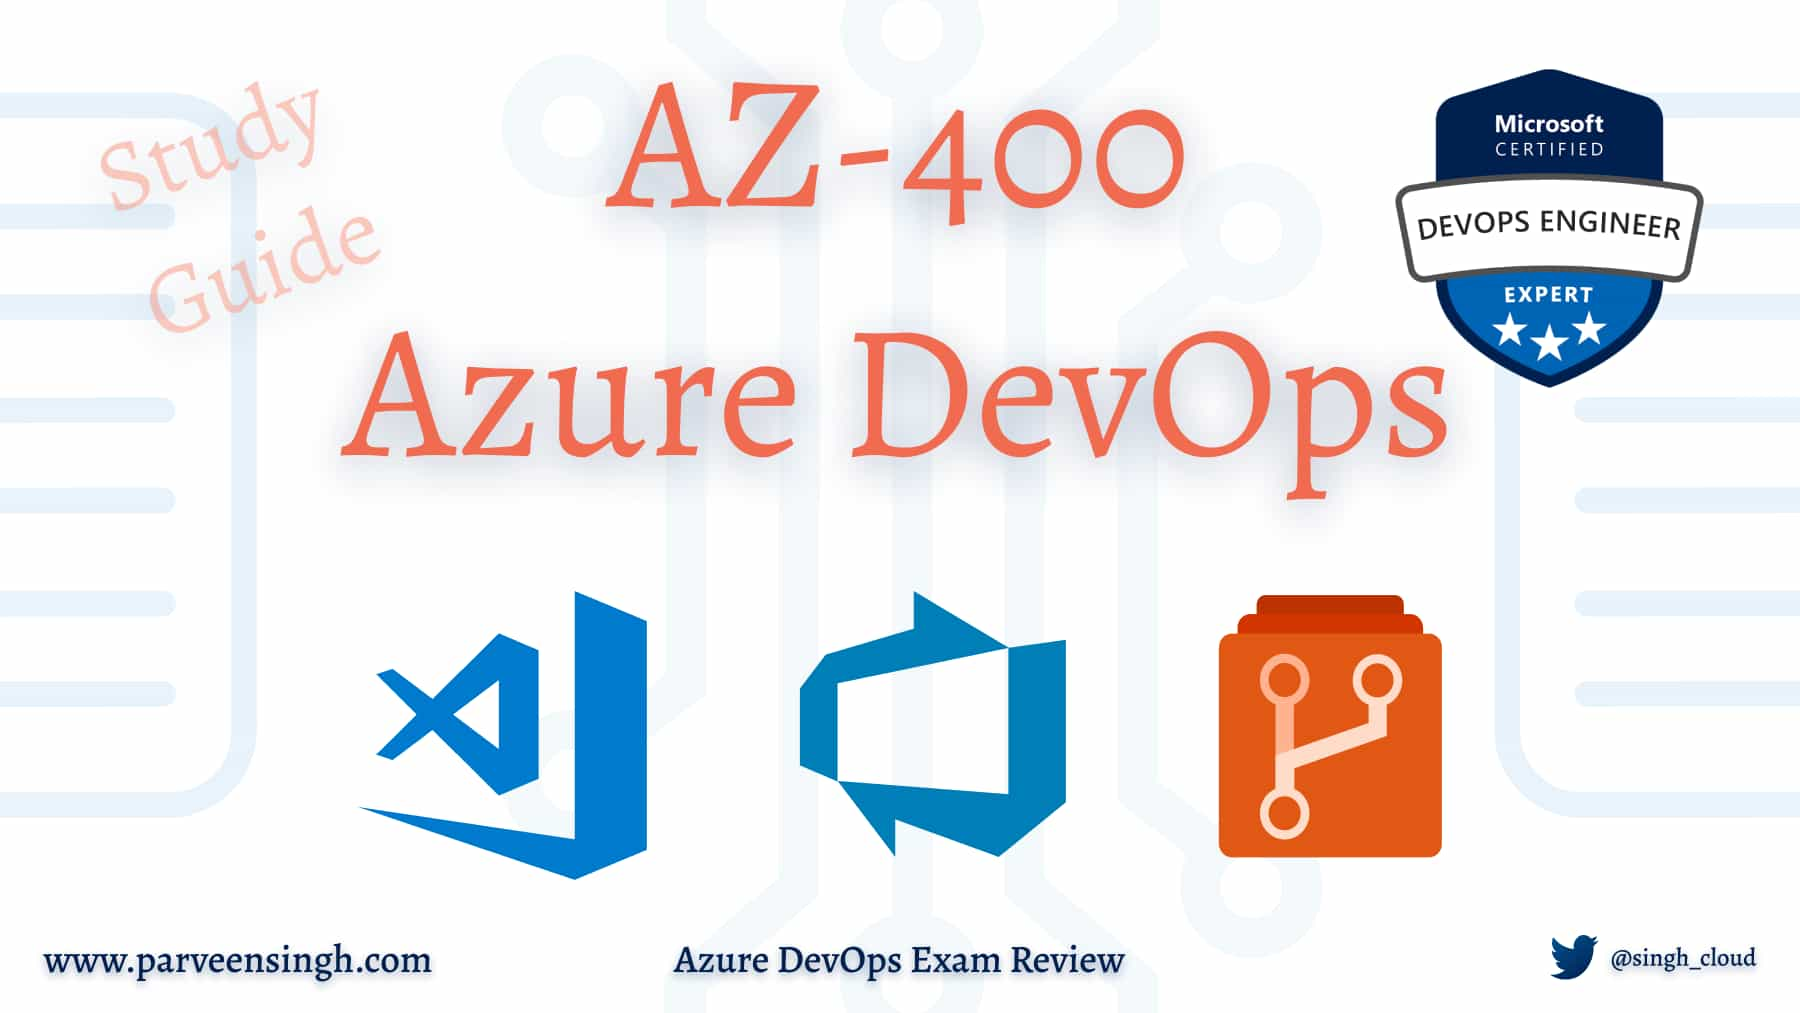 Study
Guide
AZ-400
Azure DevOps
Microsoft
CERTIFIED
DEVOPS ENGINEER
EXPERT
www.parveensingh.com
Azure DevOps Exam Review
@singh_cloud